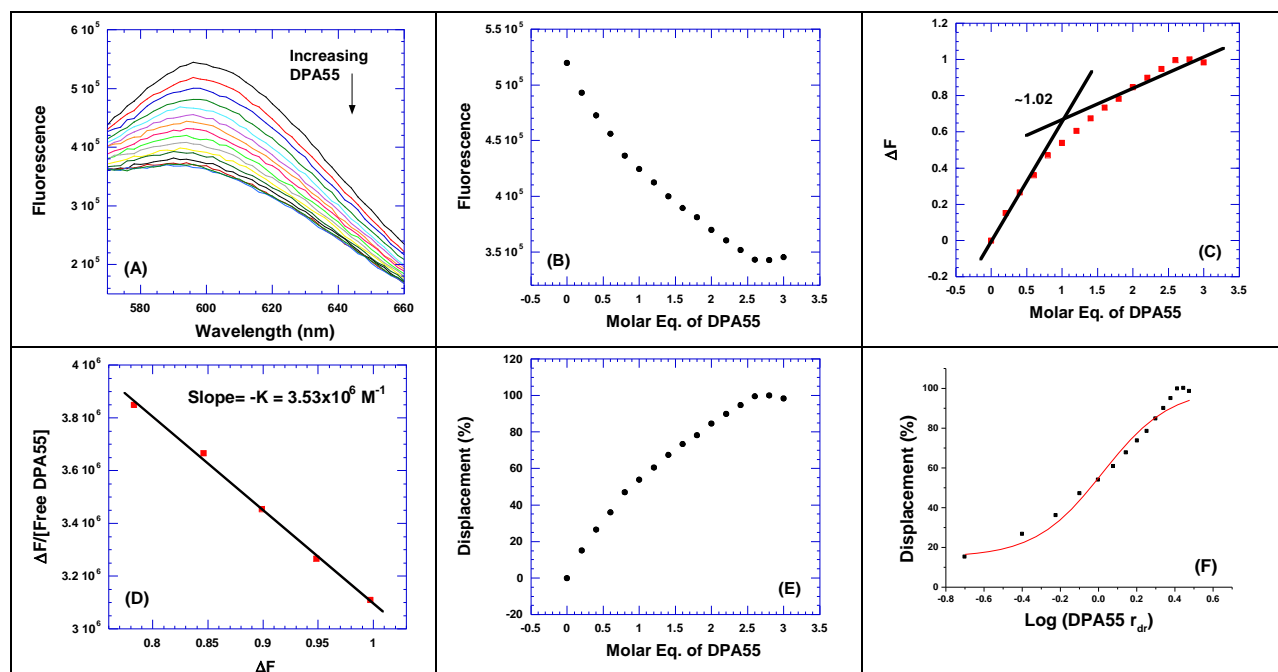 6 10⁵
5 10⁵
4 10⁵
3 10⁵
2 10⁵
Fluorescence
Increasing
DPA55
(A)
580 600 620 640 660
Wavelength (nm)
5.5 10⁵
5 10⁵
4.5 10⁵
4 10⁵
3.5 10⁵
Fluorescence
(B)
-0.5 0 0.5 1 1.5 2 2.5 3 3.5
Molar Eq. of DPA55
1.2
1
0.8
0.6
0.4
0.2
0
-0.2
ΔF
~1.02
(C)
-0.5 0 0.5 1 1.5 2 2.5 3 3.5
Molar Eq. of DPA55
4 10⁶
3.8 10⁶
3.6 10⁶
3.4 10⁶
3.2 10⁶
3 10⁶
ΔF/[Free DPA55]
Slope= -K = 3.53x10⁶ M⁻¹
(D)
0.8 0.85 0.9 0.95 1
ΔF
120
100
80
60
40
20
0
-20
Displacement (%)
(E)
-0.5 0 0.5 1 1.5 2 2.5 3 3.5
Molar Eq. of DPA55
100
80
60
40
20
0
Displacement (%)
(F)
-0.8 -0.6 -0.4 -0.2 0.0 0.2 0.4 0.6
Log (DPA55 r_dr)